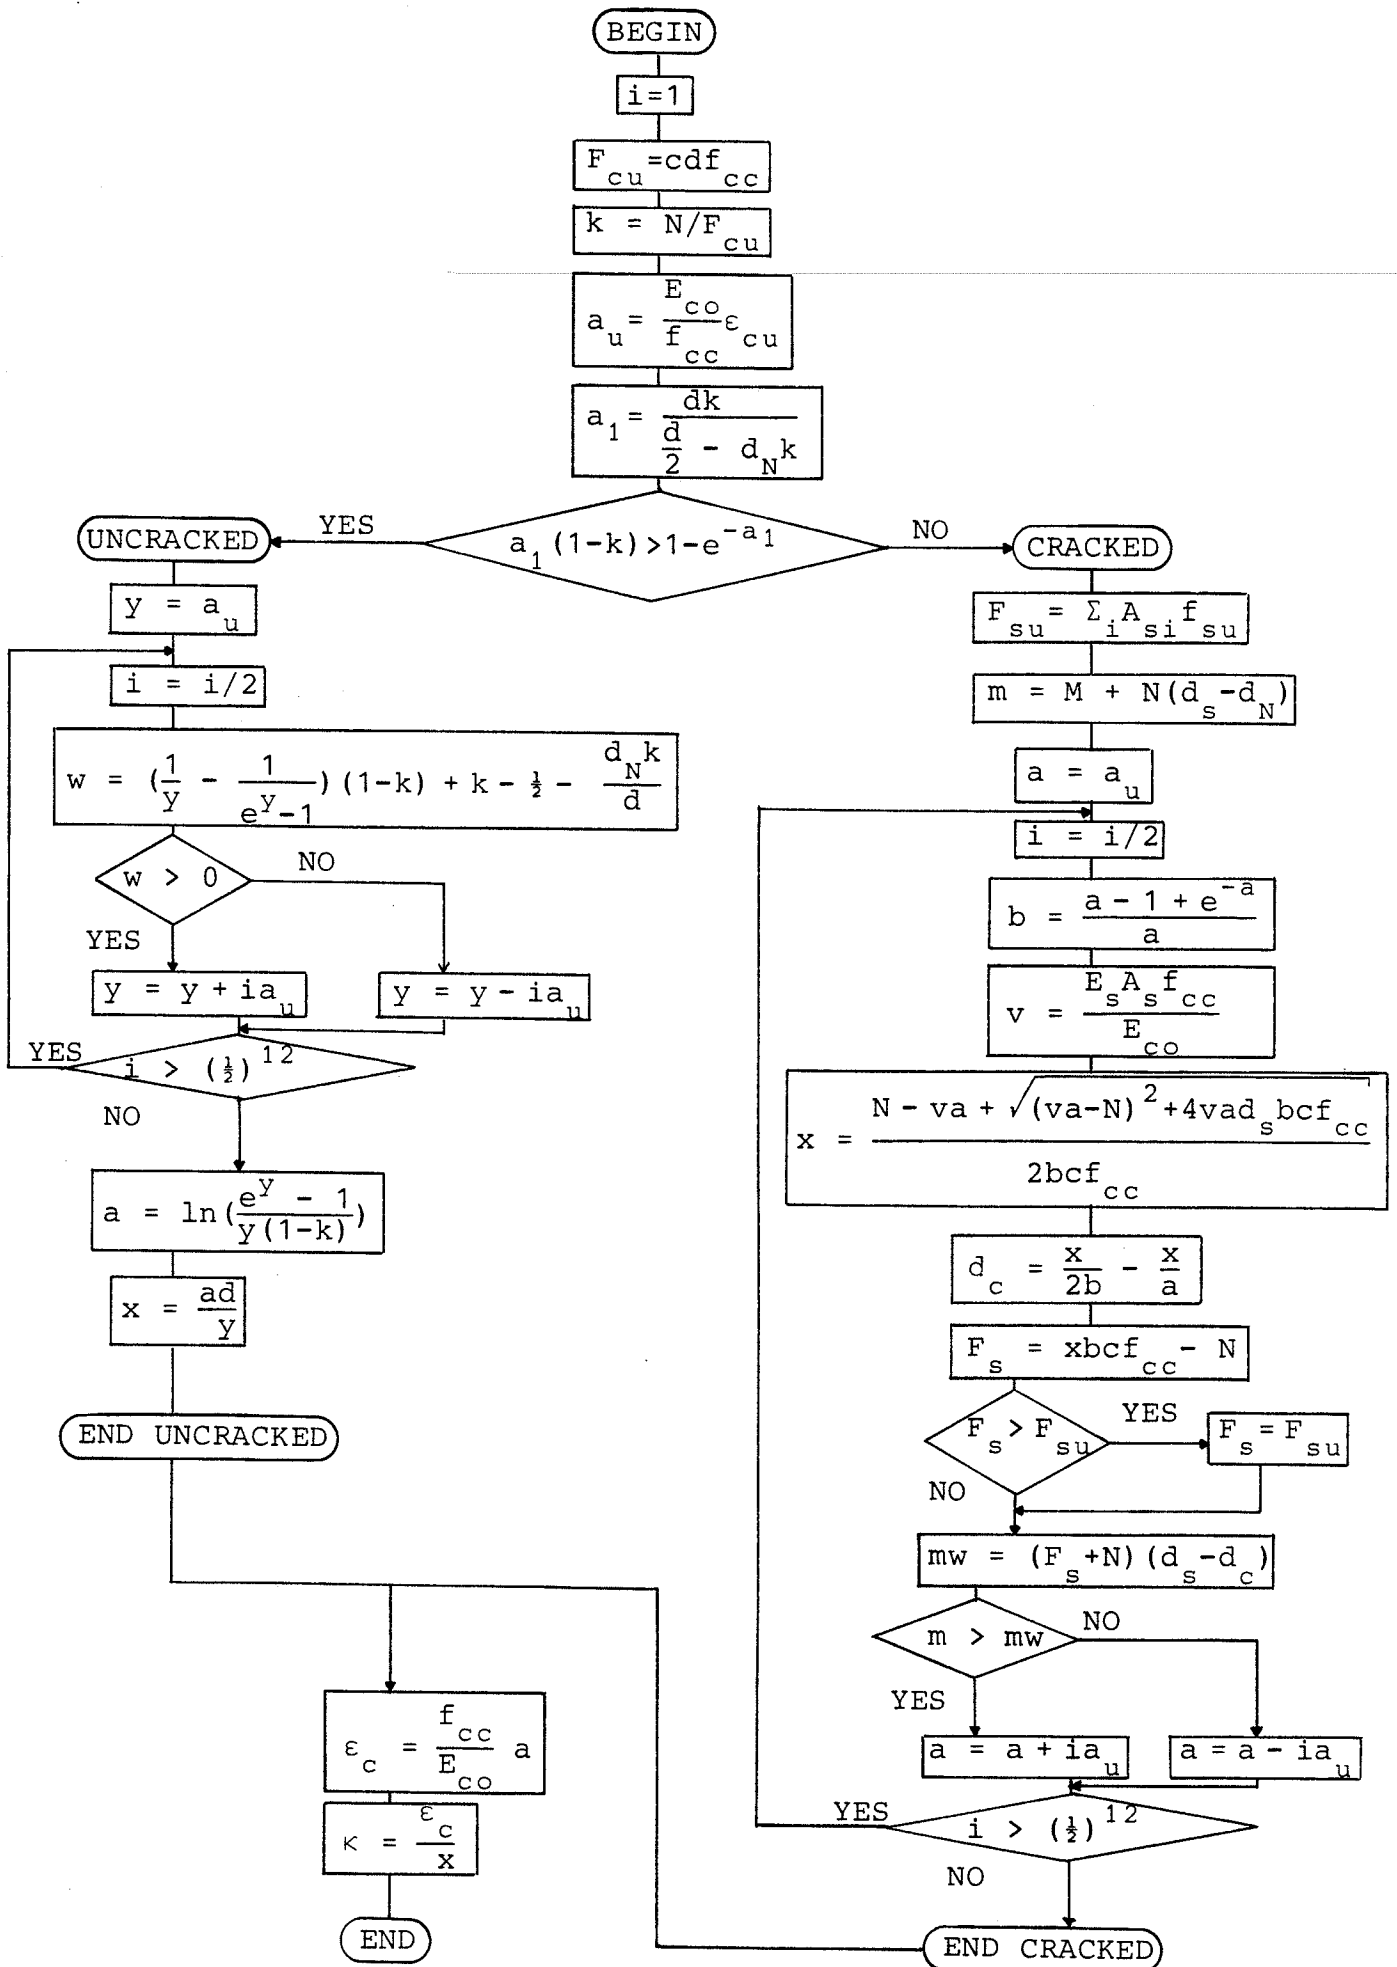 BEGIN
i=1
F_cu = cdf_cc
k = N/F_cu
a_u = E_co/f_cc ε_cu
a_1 = dk/(d/2 - d_N k)
a_1 (1-k) > 1-e^-a1
YES
NO
UNCRACKED
y = a_u
i = i/2
w = (1/y - 1/(e^y-1)) (1-k) + k - ½ - d_N k/d
w > 0
NO
YES
y = y + ia_u
y = y - ia_u
YES
i > (½)^12
NO
a = ln((e^y - 1)/(y(1-k)))
x = ad/y
END UNCRACKED
CRACKED
F_su = Σ_i A_si f_su
m = M + N(d_s-d_N)
a = a_u
i = i/2
b = (a - 1 + e^-a)/a
v = E_s A_s f_cc/E_co
x = (N - va + √((va-N)^2 + 4vad_s bcf_cc))/(2bcf_cc)
d_c = x/2b - x/a
F_s = xbcf_cc - N
F_s > F_su
YES
F_s = F_su
NO
mw = (F_s+N) (d_s-d_c)
m > mw
NO
YES
a = a + ia_u
a = a - ia_u
YES
i > (½)^12
NO
END CRACKED
ε_c = f_cc/E_co a
κ = ε_c/x
END